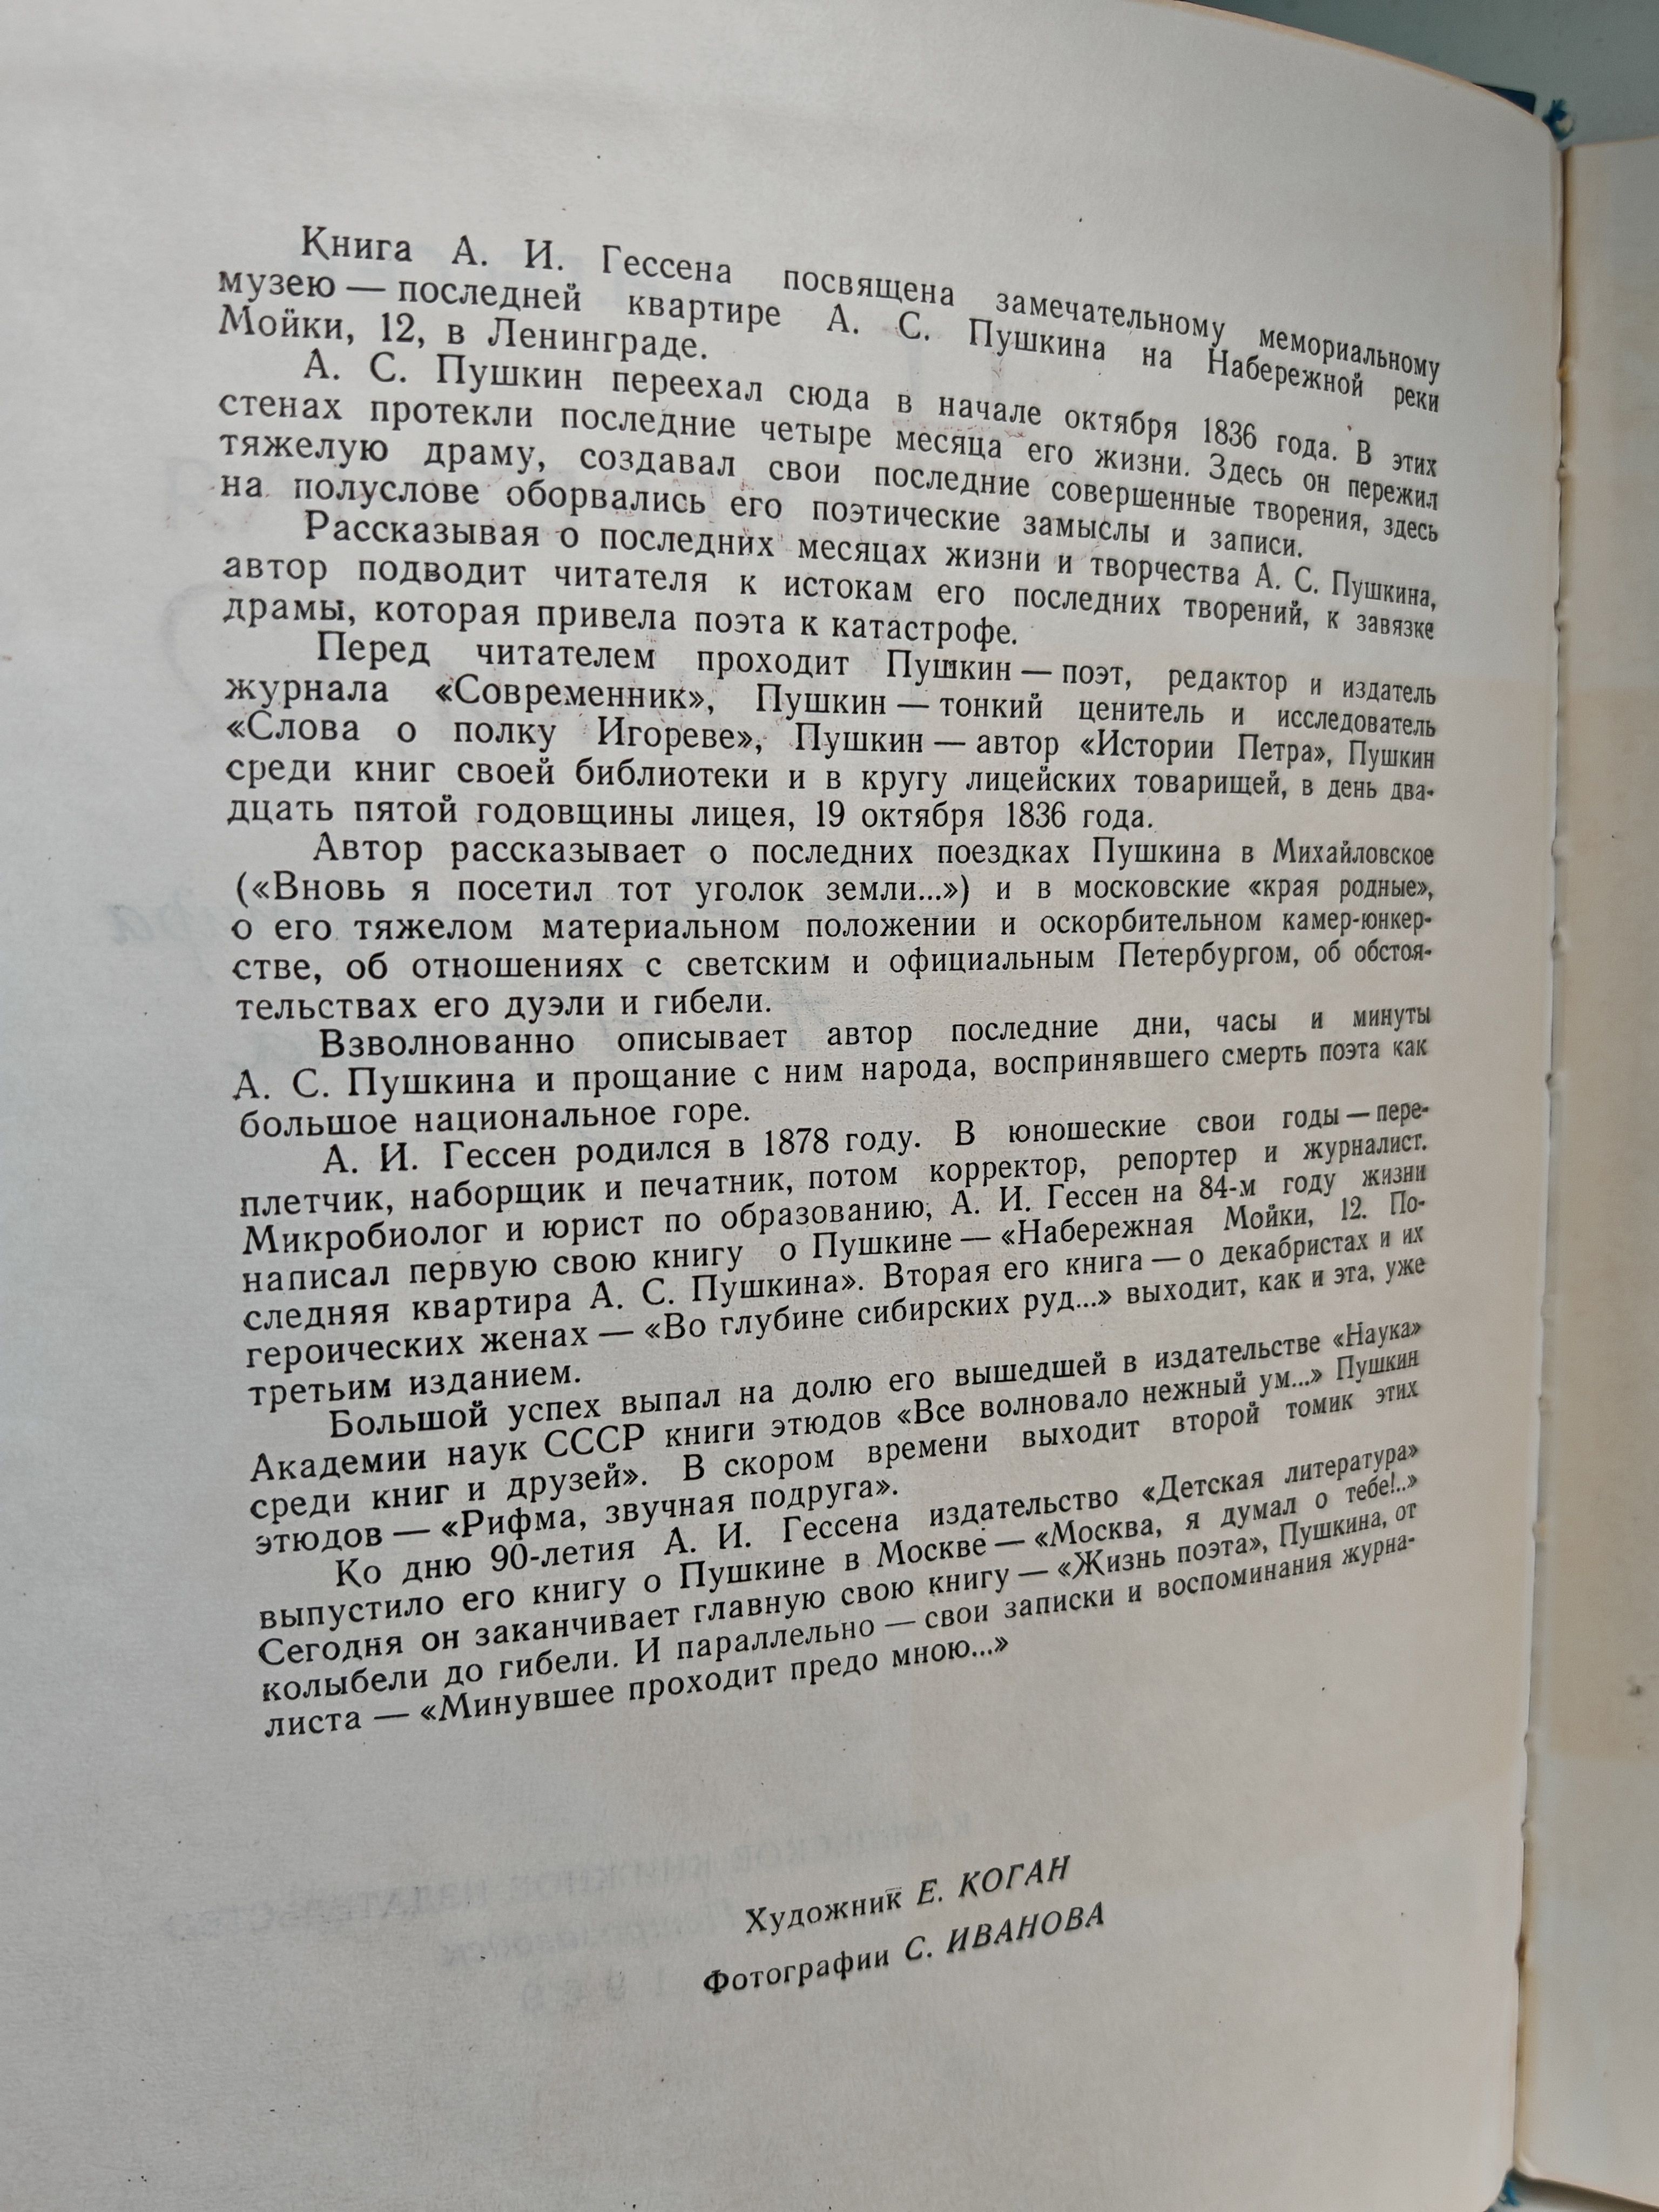 Книга А. И. Гессена посвящена замечательному мемориальному
музею — последней квартире А. С. Пушкина на Набережной реки
Мойки, 12, в Ленинграде.
А. С. Пушкин переехал сюда в начале октября 1836 года. В этих
стенах протекли последние четыре месяца его жизни. Здесь он пережил
тяжелую драму, создавал свои последние совершенные творения, здесь
на полуслове оборвались его поэтические замыслы и записи.
Рассказывая о последних месяцах жизни и творчества А. С. Пушкина,
автор подводит читателя к истокам его последних творений, к завязке
драмы, которая привела поэта к катастрофе.
Перед читателем проходит Пушкин — поэт, редактор и издатель
журнала «Современник», Пушкин — тонкий ценитель и исследователь
«Слова о полку Игореве», Пушкин — автор «Истории Петра», Пушкин
среди книг своей библиотеки и в кругу лицейских товарищей, в день два-
дцать пятой годовщины лицея, 19 октября 1836 года.
Автор рассказывает о последних поездках Пушкина в Михайловское
(«Вновь я посетил тот уголок земли...») и в московские «края родные»,
о его тяжелом материальном положении и оскорбительном камер-юнкер-
стве, об отношениях с светским и официальным Петербургом, об обстоя-
тельствах его дуэли и гибели.
Взволнованно описывает автор последние дни, часы и минуты
А. С. Пушкина и прощание с ним народа, воспринявшего смерть поэта как
большое национальное горе.
А. И. Гессен родился в 1878 году. В юношеские свои годы — пере-
плетчик, наборщик и печатник, потом корректор, репортер и журналист.
Микробиолог и юрист по образованию, А. И. Гессен на 84-м году жизни
написал первую свою книгу о Пушкине — «Набережная Мойки, 12. По-
следняя квартира А. С. Пушкина». Вторая его книга — о декабристах и их
героических женах — «Во глубине сибирских руд...» выходит, как и эта, уже
третьим изданием.
Большой успех выпал на долю его вышедшей в издательстве «Наука»
Академии наук СССР книги этюдов «Все волновало нежный ум...» Пушкин
среди книг и друзей». В скором времени выходит второй томик этих
этюдов — «Рифма, звучная подруга».
Ко дню 90-летия А. И. Гессена издательство «Детская литература»
выпустило его книгу о Пушкине в Москве — «Москва, я думал о тебе!..»
Сегодня он заканчивает главную свою книгу — «Жизнь поэта», Пушкина, от
колыбели до гибели. И параллельно — свои записки и воспоминания журна-
листа — «Минувшее проходит предо мною...»
Художник Е. КОГАН
Фотографии С. ИВАНОВА